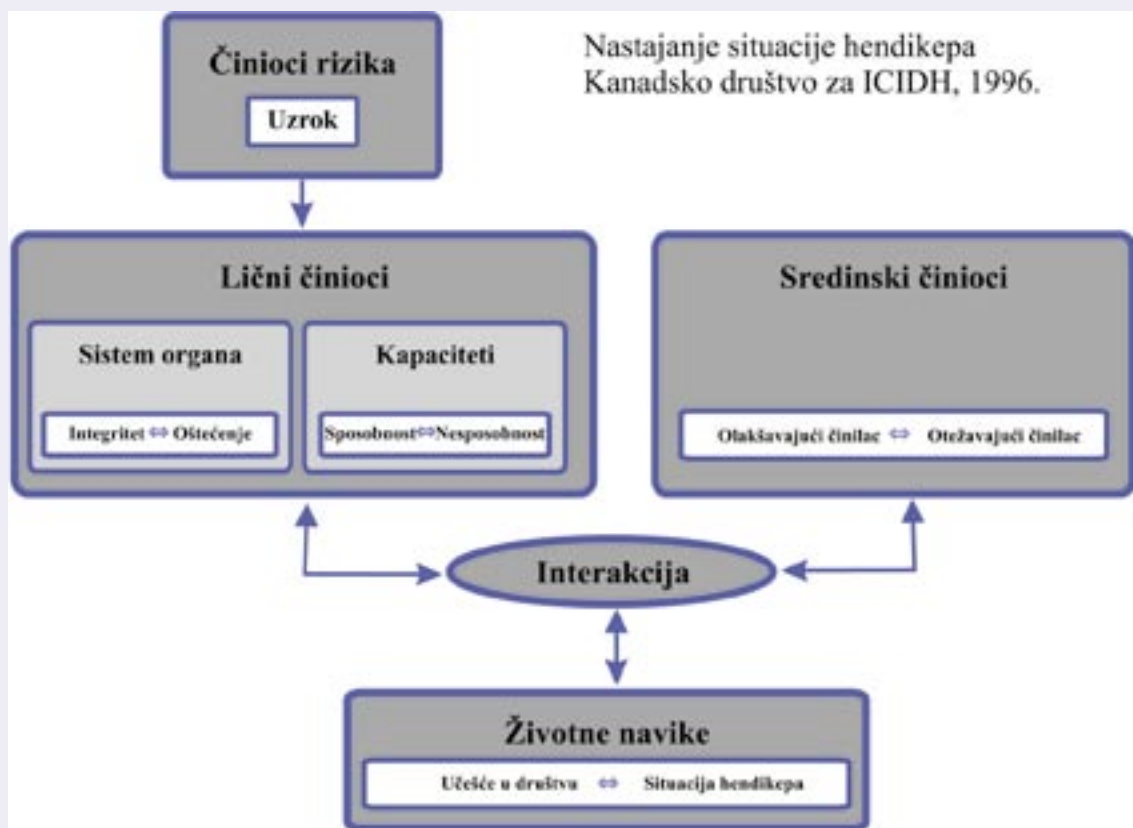 Činioci rizika
Uzrok
Nastajanje situacije hendikepa
Kanadsko društvo za ICIDH, 1996.
Lični činioci
Sistem organa
Integritet ⇔ Oštećenje
Kapaciteti
Sposobnost⇔Nesposobnost
Sredinski činioci
Olakšavajući činilac ⇔ Otežavajući činilac
Interakcija
Životne navike
Učešće u društvu ⇔ Situacija hendikepa